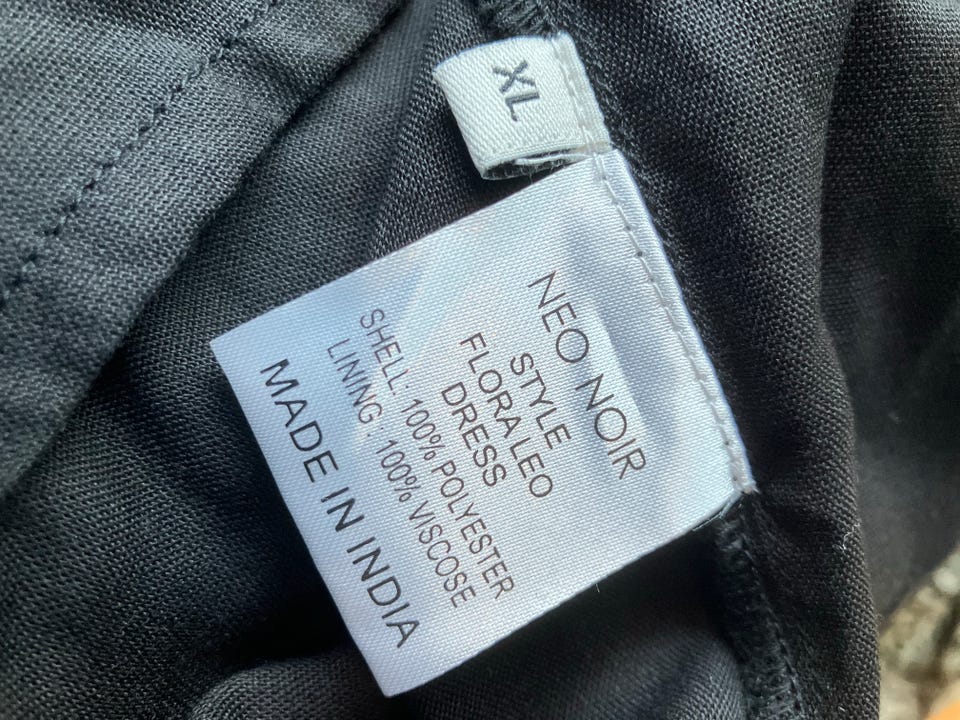 XL
NEO NOIR
STYLE
FLORA LEO
DRESS
SHELL: 100% POLYESTER
LINING : 100% VISCOSE
MADE IN INDIA